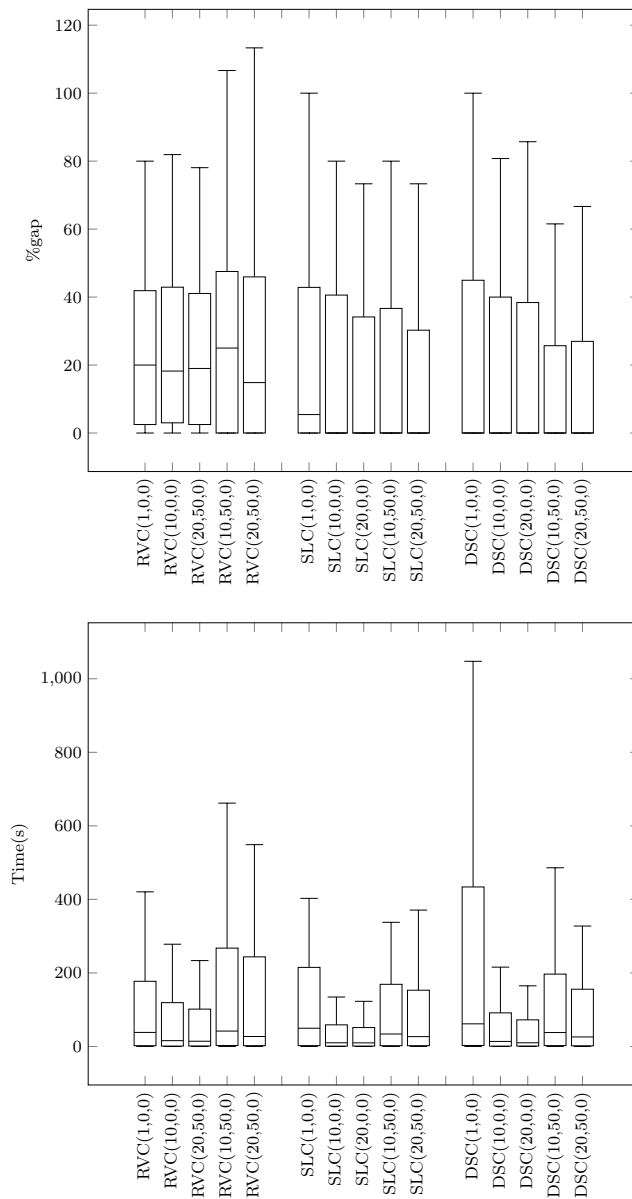 120
100
80
60
40
20
0
%gap
RVC(1,0,0)
RVC(10,0,0)
RVC(20,50,0)
RVC(10,50,0)
RVC(20,50,0)
SLC(1,0,0)
SLC(10,0,0)
SLC(20,0,0)
SLC(10,50,0)
SLC(20,50,0)
DSC(1,0,0)
DSC(10,0,0)
DSC(20,0,0)
DSC(10,50,0)
DSC(20,50,0)
1,000
800
600
400
200
0
Time(s)
RVC(1,0,0)
RVC(10,0,0)
RVC(20,50,0)
RVC(10,50,0)
RVC(20,50,0)
SLC(1,0,0)
SLC(10,0,0)
SLC(20,0,0)
SLC(10,50,0)
SLC(20,50,0)
DSC(1,0,0)
DSC(10,0,0)
DSC(20,0,0)
DSC(10,50,0)
DSC(20,50,0)